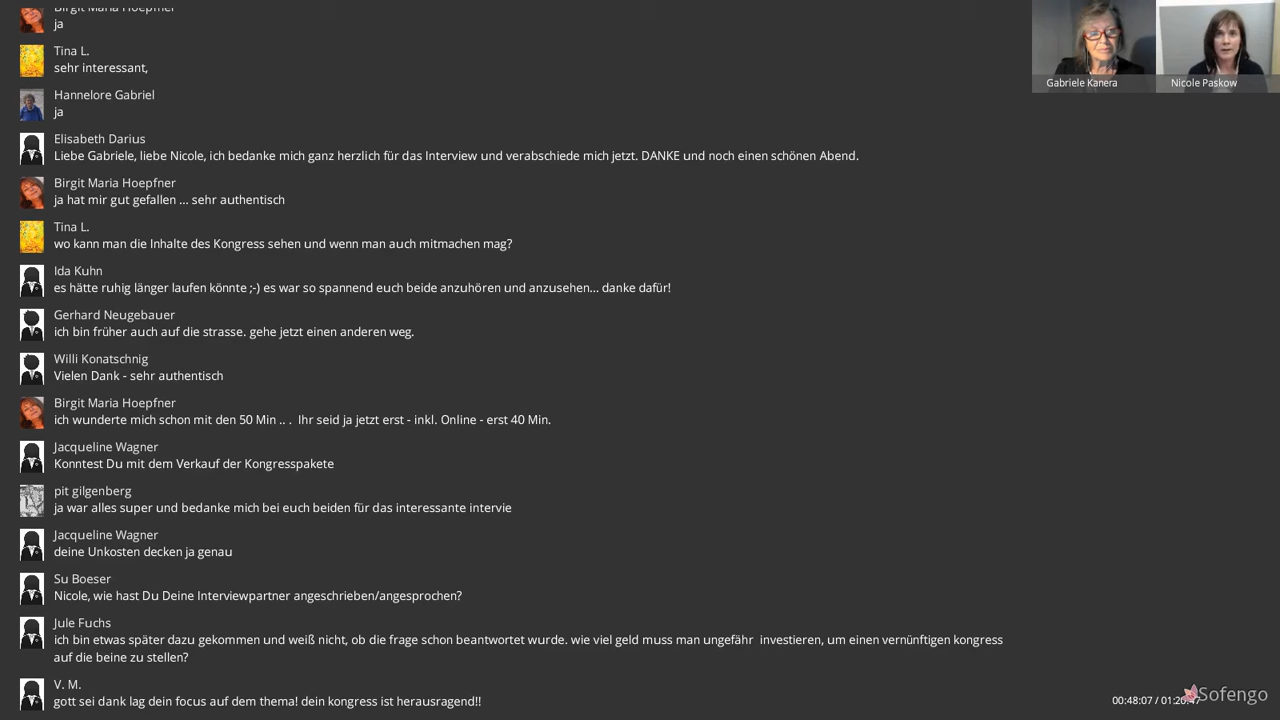 Birgit Maria Hoepfner
ja
Tina L.
sehr interessant,
Hannelore Gabriel
ja
Elisabeth Darius
Liebe Gabriele, liebe Nicole, ich bedanke mich ganz herzlich für das Interview und verabschiede mich jetzt. DANKE und noch einen schönen Abend.
Birgit Maria Hoepfner
ja hat mir gut gefallen ... sehr authentisch
Tina L.
wo kann man die Inhalte des Kongress sehen und wenn man auch mitmachen mag?
Ida Kuhn
es hätte ruhig länger laufen könnte ;-) es war so spannend euch beide anzuhören und anzusehen... danke dafür!
Gerhard Neugebauer
ich bin früher auch auf die strasse. gehe jetzt einen anderen weg.
Willi Konatschnig
Vielen Dank - sehr authentisch
Birgit Maria Hoepfner
ich wunderte mich schon mit den 50 Min .. .  Ihr seid ja jetzt erst - inkl. Online - erst 40 Min.
Jacqueline Wagner
Konntest Du mit dem Verkauf der Kongresspakete
pit gilgenberg
ja war alles super und bedanke mich bei euch beiden für das interessante intervie
Jacqueline Wagner
deine Unkosten decken ja genau
Su Boeser
Nicole, wie hast Du Deine Interviewpartner angeschrieben/angesprochen?
Jule Fuchs
ich bin etwas später dazu gekommen und weiß nicht, ob die frage schon beantwortet wurde. wie viel geld muss man ungefähr  investieren, um einen vernünftigen kongress
auf die beine zu stellen?
V. M.
gott sei dank lag dein focus auf dem thema! dein kongress ist herausragend!!
Gabriele Kanera
Nicole Paskow
00:48:07 / 01:20:47
Sofengo